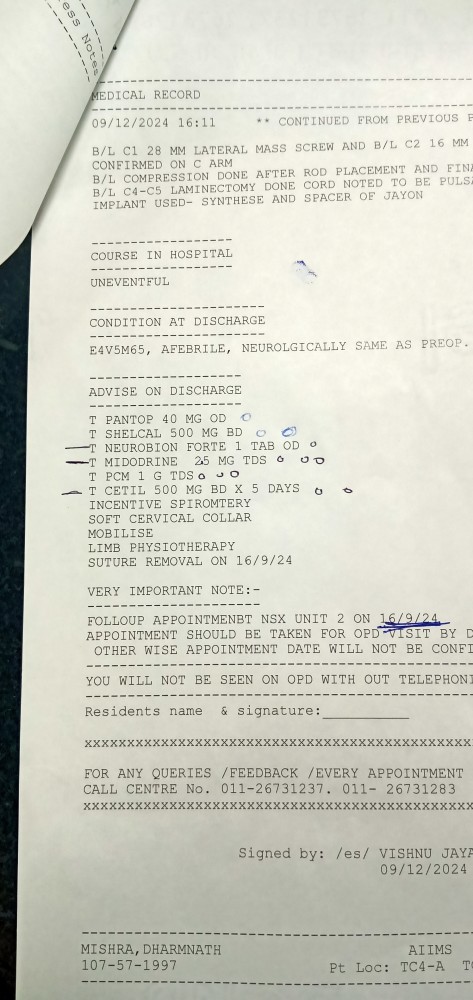 ess Notes
MEDICAL RECORD
09/12/2024 16:11 ** CONTINUED FROM PREVIOUS P
B/L C1 28 MM LATERAL MASS SCREW AND B/L C2 16 MM
CONFIRMED ON C ARM
B/L COMPRESSION DONE AFTER ROD PLACEMENT AND FINA
B/L C4-C5 LAMINECTOMY DONE CORD NOTED TO BE PULSA
IMPLANT USED- SYNTHESE AND SPACER OF JAYON
COURSE IN HOSPITAL
UNEVENTFUL
CONDITION AT DISCHARGE
E4V5M65, AFEBRILE, NEUROLGICALLY SAME AS PREOP.
ADVISE ON DISCHARGE
T PANTOP 40 MG OD
T SHELCAL 500 MG BD
T NEUROBION FORTE 1 TAB OD
T MIDODRINE 25 MG TDS
T PCM 1 G TDS
T CETIL 500 MG BD X 5 DAYS
INCENTIVE SPIROMTERY
SOFT CERVICAL COLLAR
MOBILISE
LIMB PHYSIOTHERAPY
SUTURE REMOVAL ON 16/9/24
VERY IMPORTANT NOTE:-
FOLLOUP APPOINTMENBT NSX UNIT 2 ON 16/9/24
APPOINTMENT SHOULD BE TAKEN FOR OPD VISIT BY D
OTHER WISE APPOINTMENT DATE WILL NOT BE CONFI
YOU WILL NOT BE SEEN ON OPD WITH OUT TELEPHONI
Residents name & signature:__________
xxxxxxxxxxxxxxxxxxxxxxxxxxxxxxxxxxxxxxxxxxxxxxxx
FOR ANY QUERIES /FEEDBACK /EVERY APPOINTMENT
CALL CENTRE No. 011-26731237. 011- 26731283
xxxxxxxxxxxxxxxxxxxxxxxxxxxxxxxxxxxxxxxxxxxxxxxx
Signed by: /es/ VISHNU JAYA
09/12/2024
MISHRA,DHARMNATH AIIMS
107-57-1997 Pt Loc: TC4-A TC